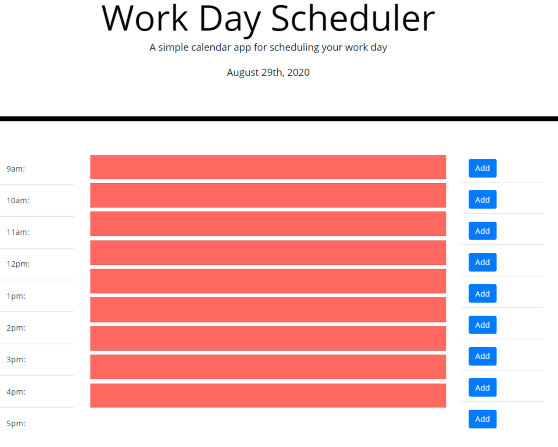 Work Day Scheduler
A simple calendar app for scheduling your work day
August 29th, 2020
9am: Add
10am: Add
11am: Add
12pm: Add
1pm: Add
2pm: Add
3pm: Add
4pm: Add
5pm: Add